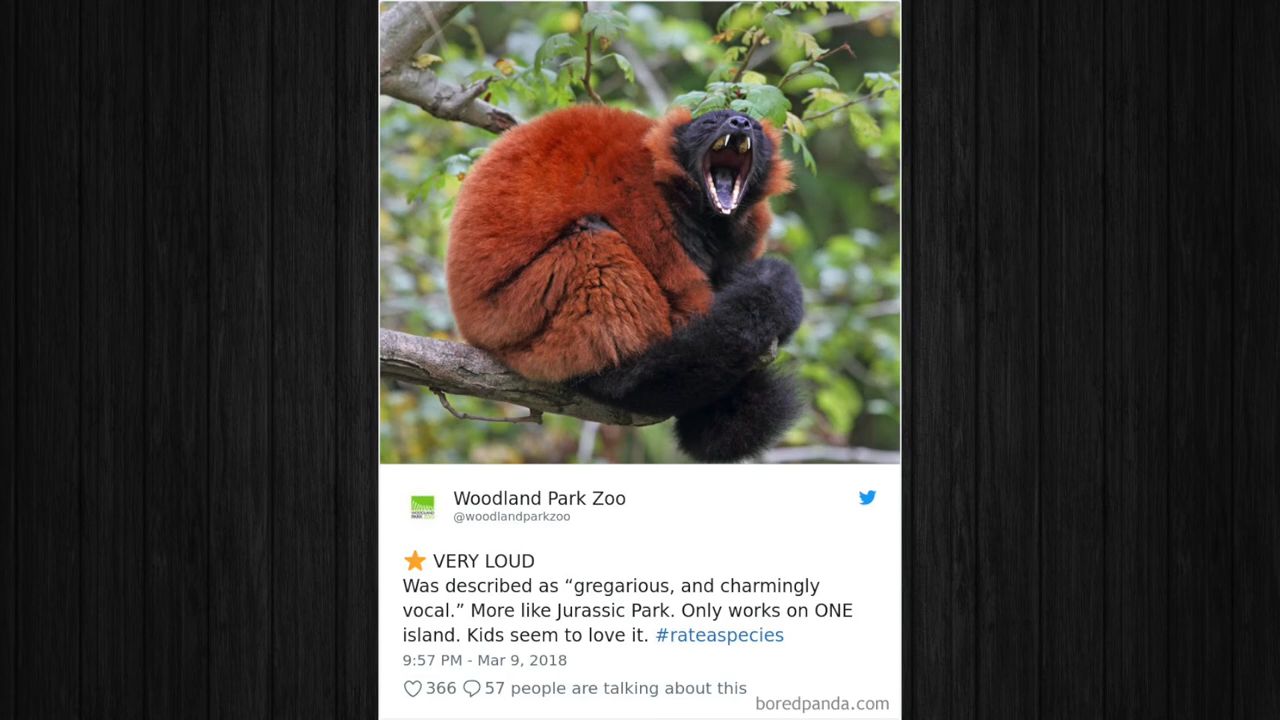 Woodland Park Zoo
@woodlandparkzoo
⭐ VERY LOUD
Was described as “gregarious, and charmingly
vocal.” More like Jurassic Park. Only works on ONE
island. Kids seem to love it. #rateaspecies
9:57 PM - Mar 9, 2018
366 57 people are talking about this
boredpanda.com